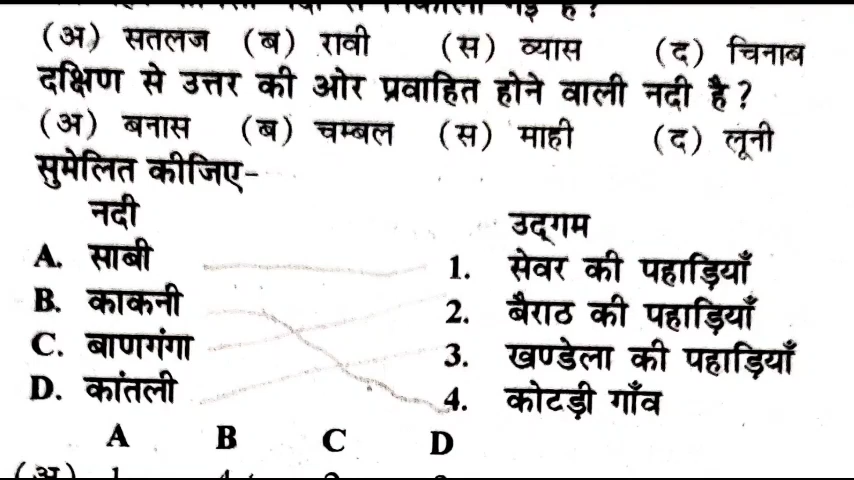 (अ) सतलज (ब) रावी (स) व्यास (द) चिनाब
दक्षिण से उत्तर की ओर प्रवाहित होने वाली नदी है ?
(अ) बनास (ब) चम्बल (स) माही (द) लूनी
सुमेलित कीजिए-
नदी उद्गम
A. साबी 1. सेवर की पहाड़ियाँ
B. काकनी 2. बैराठ की पहाड़ियाँ
C. बाणगंगा 3. खण्डेला की पहाड़ियाँ
D. कांतली 4. कोटड़ी गाँव
A B C D